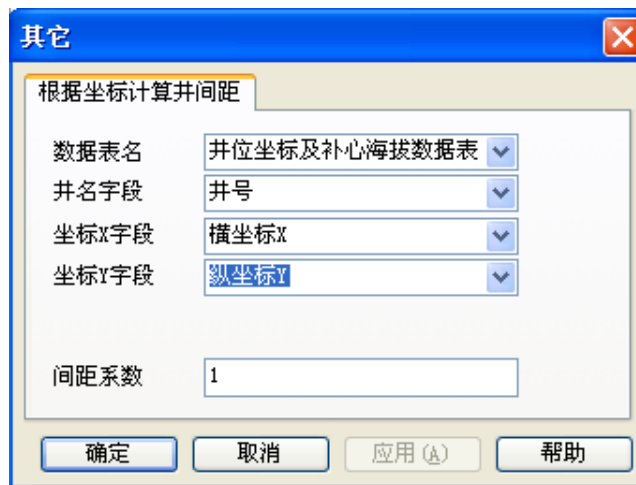 其它
根据坐标计算井间距
数据表名 井位坐标及补心海拔数据表
井名字段 井号
坐标X字段 横坐标X
坐标Y字段 纵坐标Y
间距系数 1
确定 取消 应用(A) 帮助